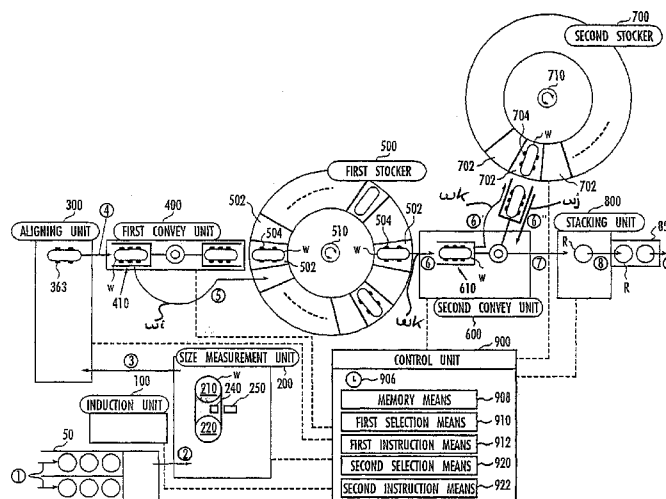 700
SECOND STOCKER
710
704
W
500
702
702
FIRST STOCKER
702
wk
6'
wj
6''
800
STACKING UNIT
85
300
4
400
502
ALIGNING UNIT
FIRST CONVEY UNIT
504
510
504
502
W
W
502
363
410
W
5
wi
wk
6
610
W
7
R
8
R
SECOND CONVEY UNIT
600
3
SIZE MEASUREMENT UNIT
100
200
INDUCTION UNIT
W
210
240
250
220
50
1
2
900
CONTROL UNIT
906
MEMORY MEANS
908
FIRST SELECTION MEANS
910
FIRST INSTRUCTION MEANS
912
SECOND SELECTION MEANS
920
SECOND INSTRUCTION MEANS
922